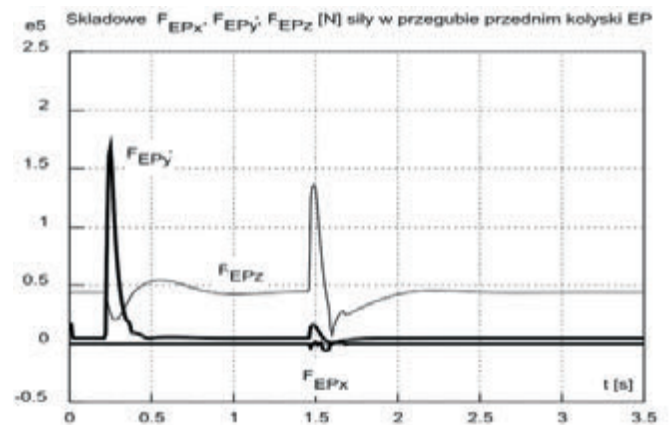 Skladowe F_EPx, F_EPy, F_EPz [N] sily w przegubie przednim kolyski EP
e5
2.5
2
1.5
1
0.5
0
-0.5
F_EPy
F_EPz
F_EPx
t [s]
0 0.5 1 1.5 2 2.5 3 3.5